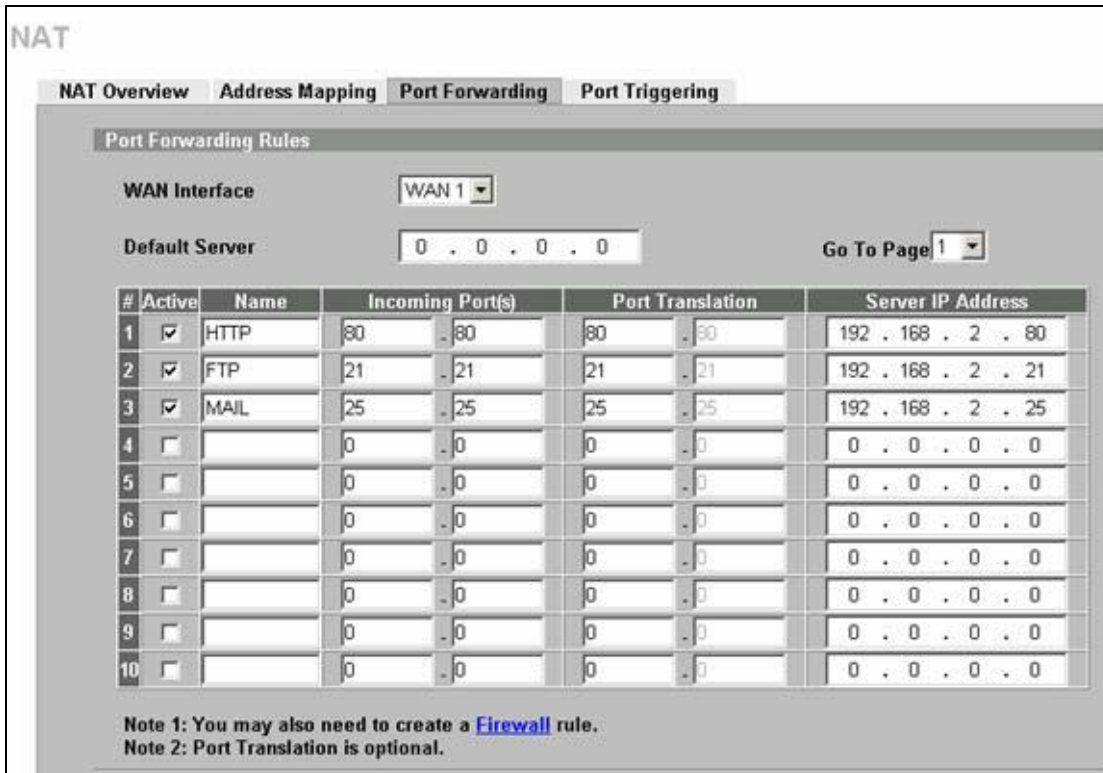 NAT
NAT Overview Address Mapping Port Forwarding Port Triggering
Port Forwarding Rules
WAN Interface WAN 1
Default Server 0 . 0 . 0 . 0 Go To Page 1
# Active Name Incoming Port(s) Port Translation Server IP Address
1 HTTP 80 - 80 80 - 80 192 . 168 . 2 . 80
2 FTP 21 - 21 21 - 21 192 . 168 . 2 . 21
3 MAIL 25 - 25 25 - 25 192 . 168 . 2 . 25
4 0 - 0 0 - 0 0 . 0 . 0 . 0
5 0 - 0 0 - 0 0 . 0 . 0 . 0
6 0 - 0 0 - 0 0 . 0 . 0 . 0
7 0 - 0 0 - 0 0 . 0 . 0 . 0
8 0 - 0 0 - 0 0 . 0 . 0 . 0
9 0 - 0 0 - 0 0 . 0 . 0 . 0
10 0 - 0 0 - 0 0 . 0 . 0 . 0
Note 1: You may also need to create a Firewall rule.
Note 2: Port Translation is optional.